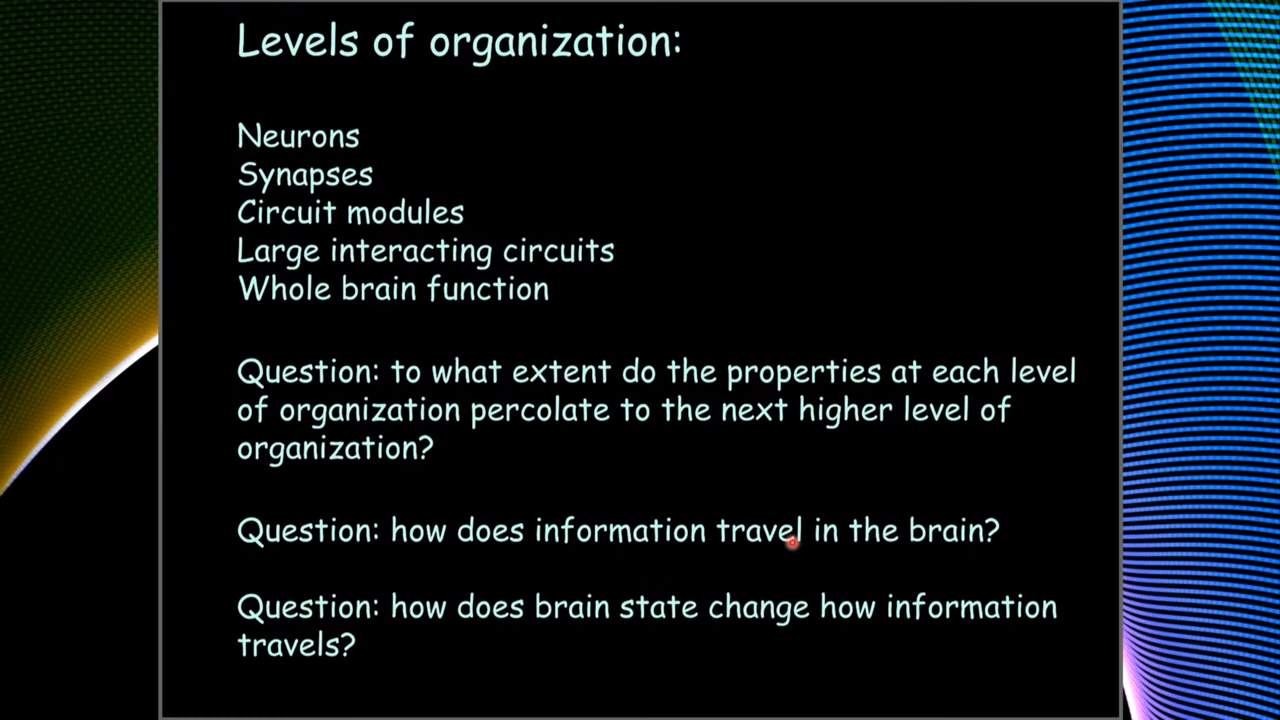 Levels of organization:
Neurons
Synapses
Circuit modules
Large interacting circuits
Whole brain function
Question: to what extent do the properties at each level
of organization percolate to the next higher level of
organization?
Question: how does information travel in the brain?
Question: how does brain state change how information
travels?